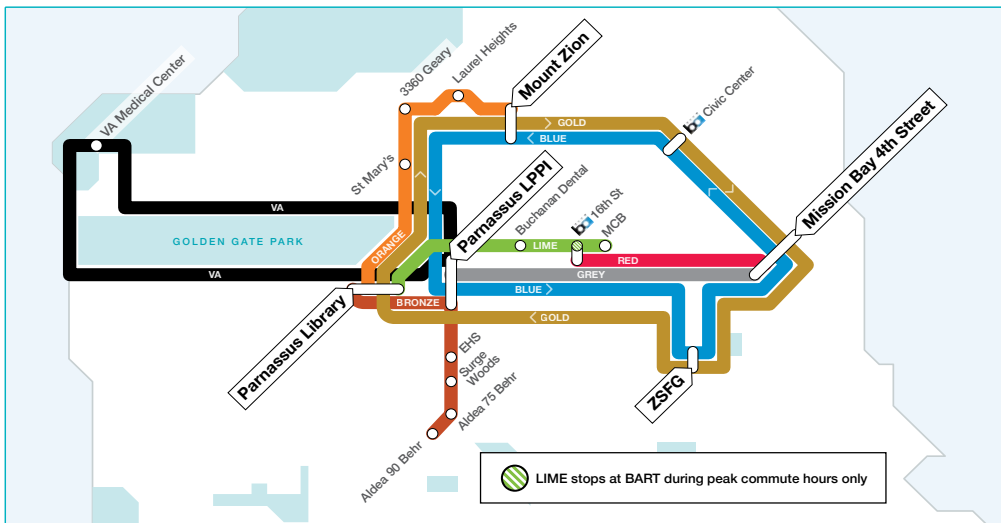 VA Medical Center
3360 Geary
Laurel Heights
Mount Zion
GOLD
BLUE
ba Civic Center
Mission Bay 4th Street
St Mary's
VA
GOLDEN GATE PARK
ORANGE
Parnassus LPPI
Buchanan Dental
ba 16th St
MCB
LIME
RED
VA
GREY
BLUE
BRONZE
GOLD
Parnassus Library
EHS
Surge
Woods
Aldea 75 Behr
Aldea 90 Behr
ZSFG
LIME stops at BART during peak commute hours only